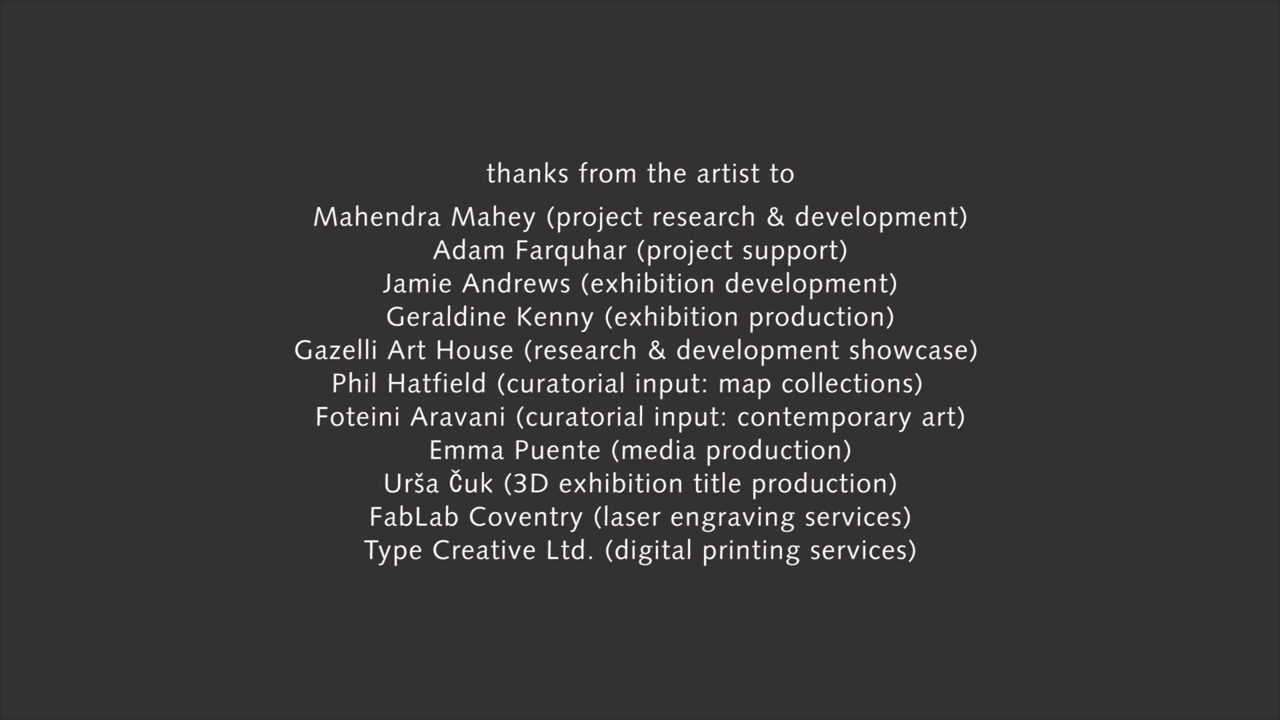 thanks from the artist to
Mahendra Mahey (project research & development)
Adam Farquhar (project support)
Jamie Andrews (exhibition development)
Geraldine Kenny (exhibition production)
Gazelli Art House (research & development showcase)
Phil Hatfield (curatorial input: map collections)
Foteini Aravani (curatorial input: contemporary art)
Emma Puente (media production)
Urša Čuk (3D exhibition title production)
FabLab Coventry (laser engraving services)
Type Creative Ltd. (digital printing services)